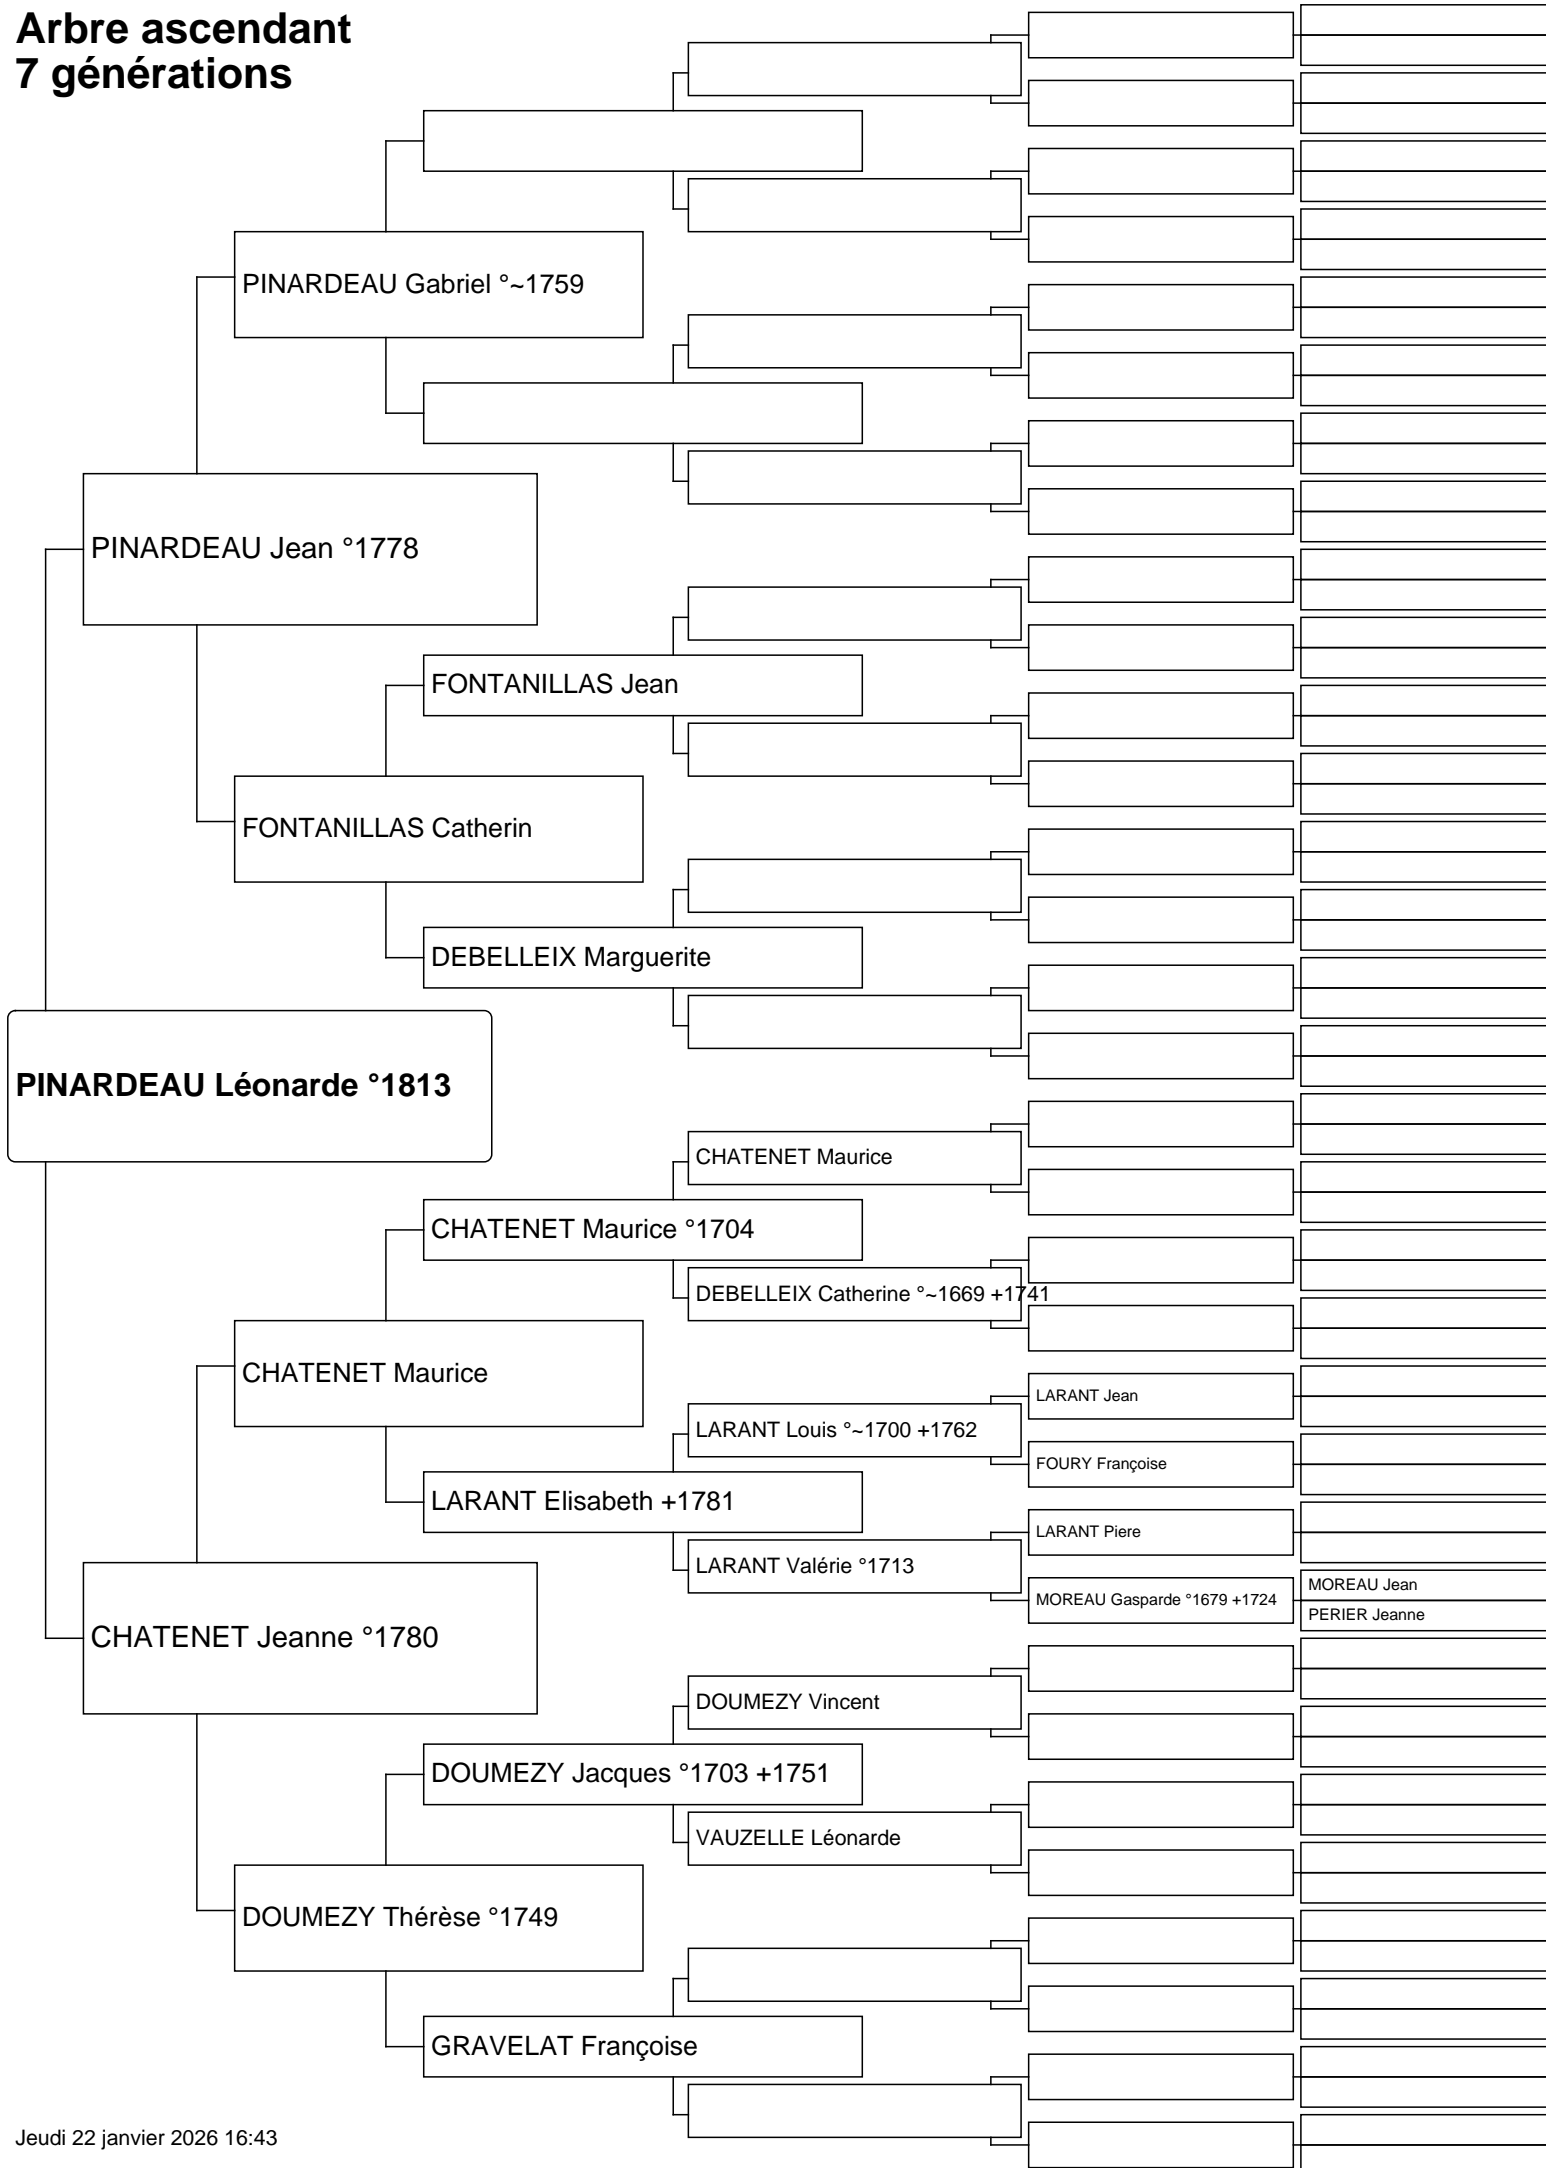 Arbre ascendant
7 générations
PINARDEAU Gabriel °~1759
PINARDEAU Jean °1778
FONTANILLAS Jean
FONTANILLAS Catherin
DEBELLEIX Marguerite
PINARDEAU Léonarde °1813
CHATENET Maurice
CHATENET Maurice °1704
DEBELLEIX Catherine °~1669 +1741
CHATENET Maurice
LARANT Jean
LARANT Louis °~1700 +1762
FOURY Françoise
LARANT Elisabeth +1781
LARANT Piere
LARANT Valérie °1713
MOREAU Jean
MOREAU Gasparde °1679 +1724
PERIER Jeanne
CHATENET Jeanne °1780
DOUMEZY Vincent
DOUMEZY Jacques °1703 +1751
VAUZELLE Léonarde
DOUMEZY Thérèse °1749
GRAVELAT Françoise
Jeudi 22 janvier 2026 16:43